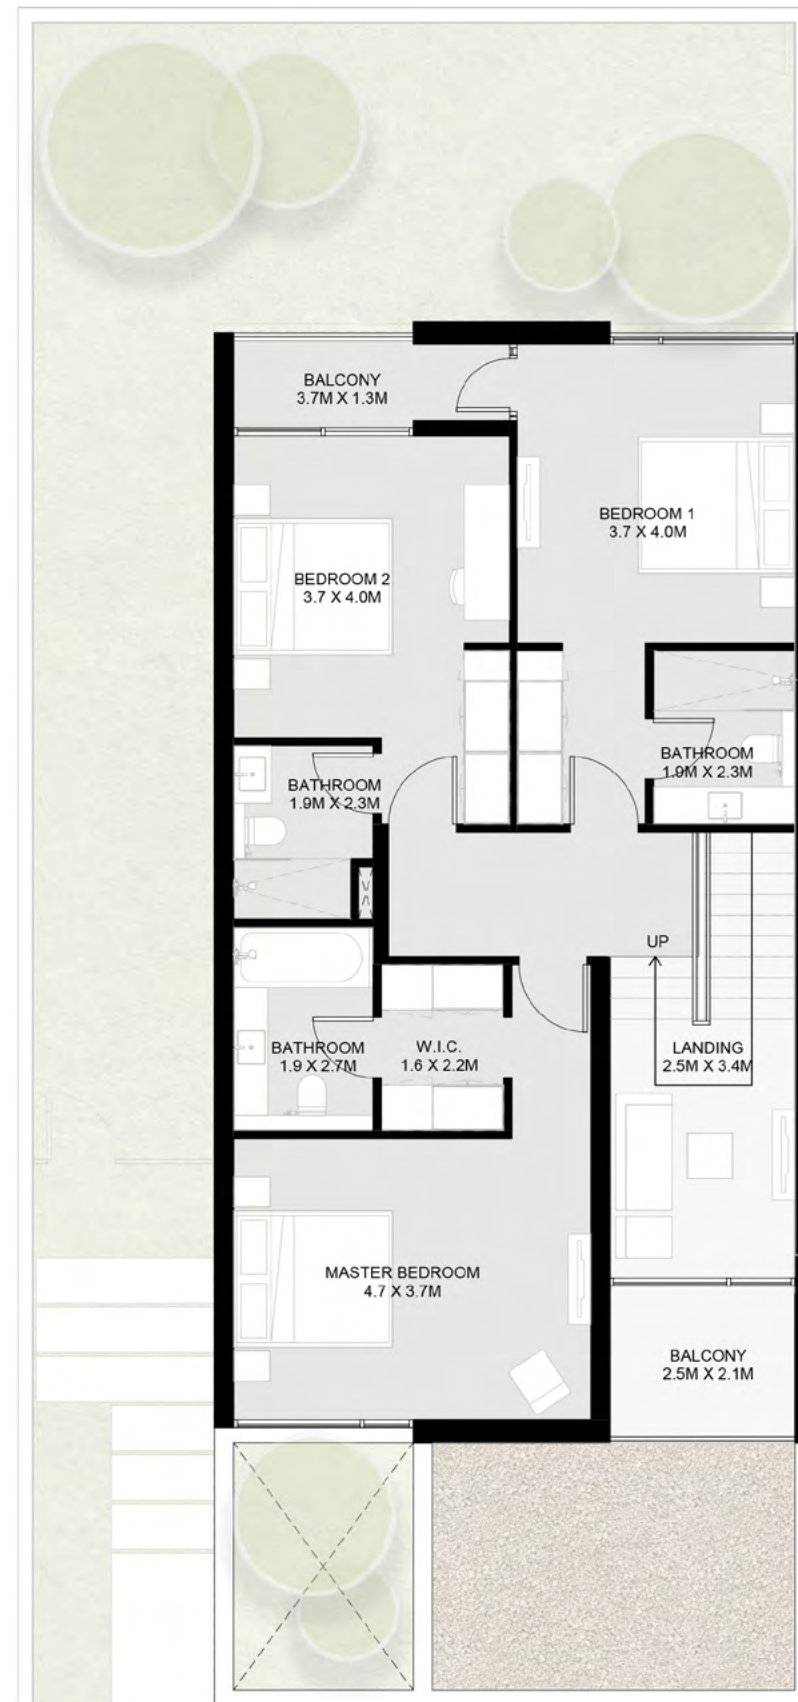 BALCONY
3.7M X 1.3M
BEDROOM 1
3.7 X 4.0M
BEDROOM 2
3.7 X 4.0M
BATHROOM
1.9M X 2.3M
BATHROOM
1.9M X 2.3M
UP
BATHROOM
1.9 X 2.7M
W.I.C.
1.6 X 2.2M
LANDING
2.5M X 3.4M
MASTER BEDROOM
4.7 X 3.7M
BALCONY
2.5M X 2.1M